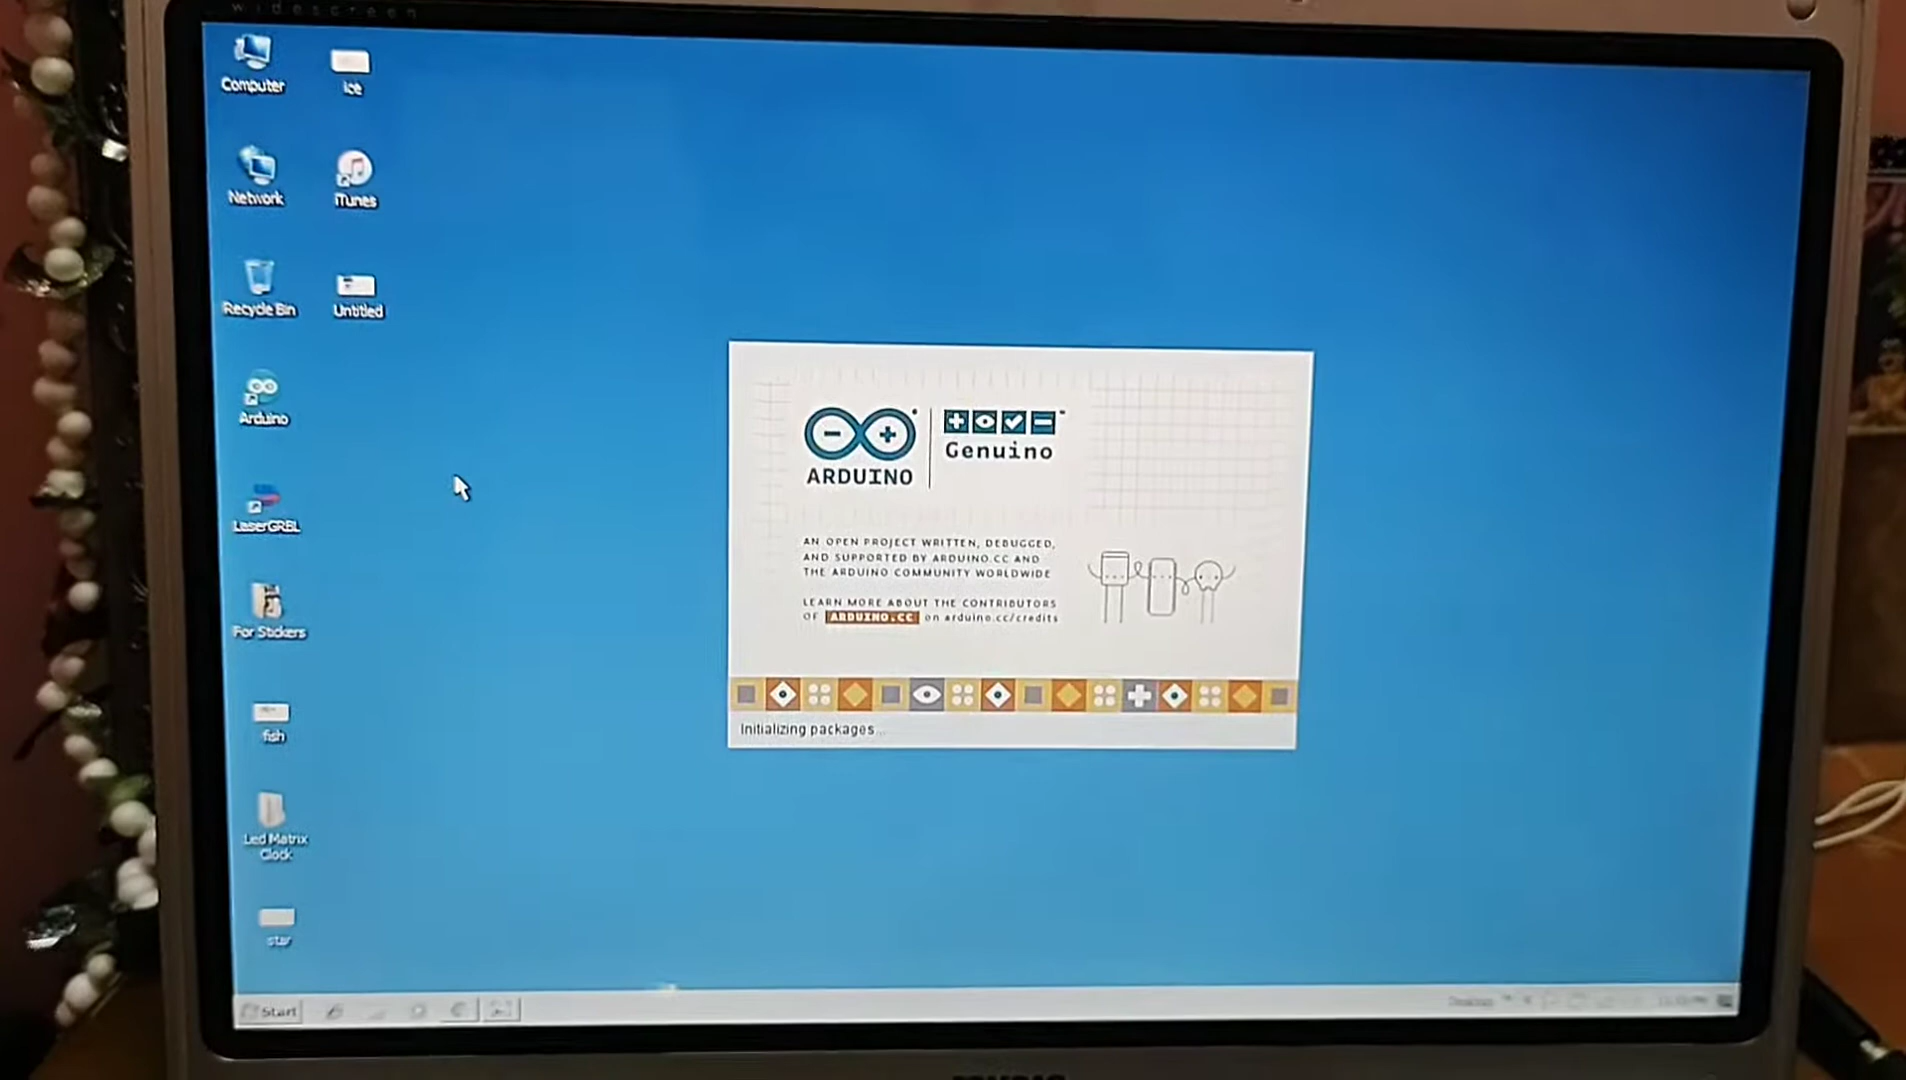 widescreen
Computer
ice
Network
iTunes
Recycle Bin
Untitled
Arduino
LaserGRBL
For Stickers
fish
Led Matrix
Clock
star
ARDUINO
Genuino
AN OPEN PROJECT WRITTEN, DEBUGGED,
AND SUPPORTED BY ARDUINO.CC AND
THE ARDUINO COMMUNITY WORLDWIDE
LEARN MORE ABOUT THE CONTRIBUTORS
OF ARDUINO.CC on arduino.cc/credits
Initializing packages...
Start
Desktop